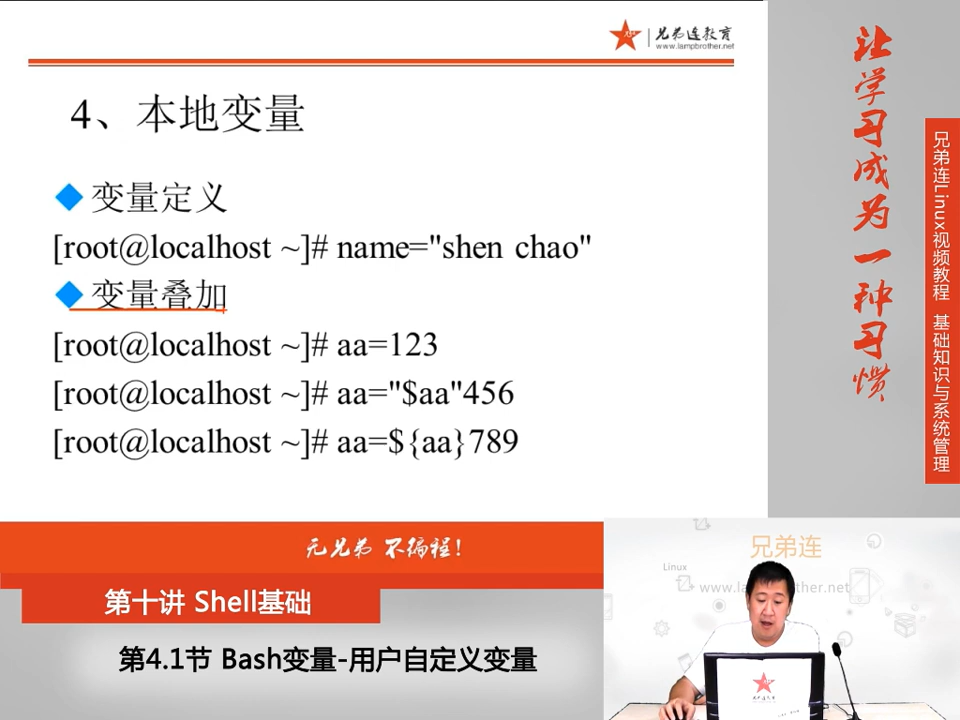 兄弟连教育
www.lampbrother.net
4、本地变量
变量定义
[root@localhost ~]# name="shen chao"
变量叠加
[root@localhost ~]# aa=123
[root@localhost ~]# aa="$aa"456
[root@localhost ~]# aa=${aa}789
让学习成为一种习惯
兄弟连Linux视频教程 基础知识与系统管理
无兄弟 不编程!
第十讲 Shell基础
第4.1节 Bash变量-用户自定义变量
兄弟连
Linux